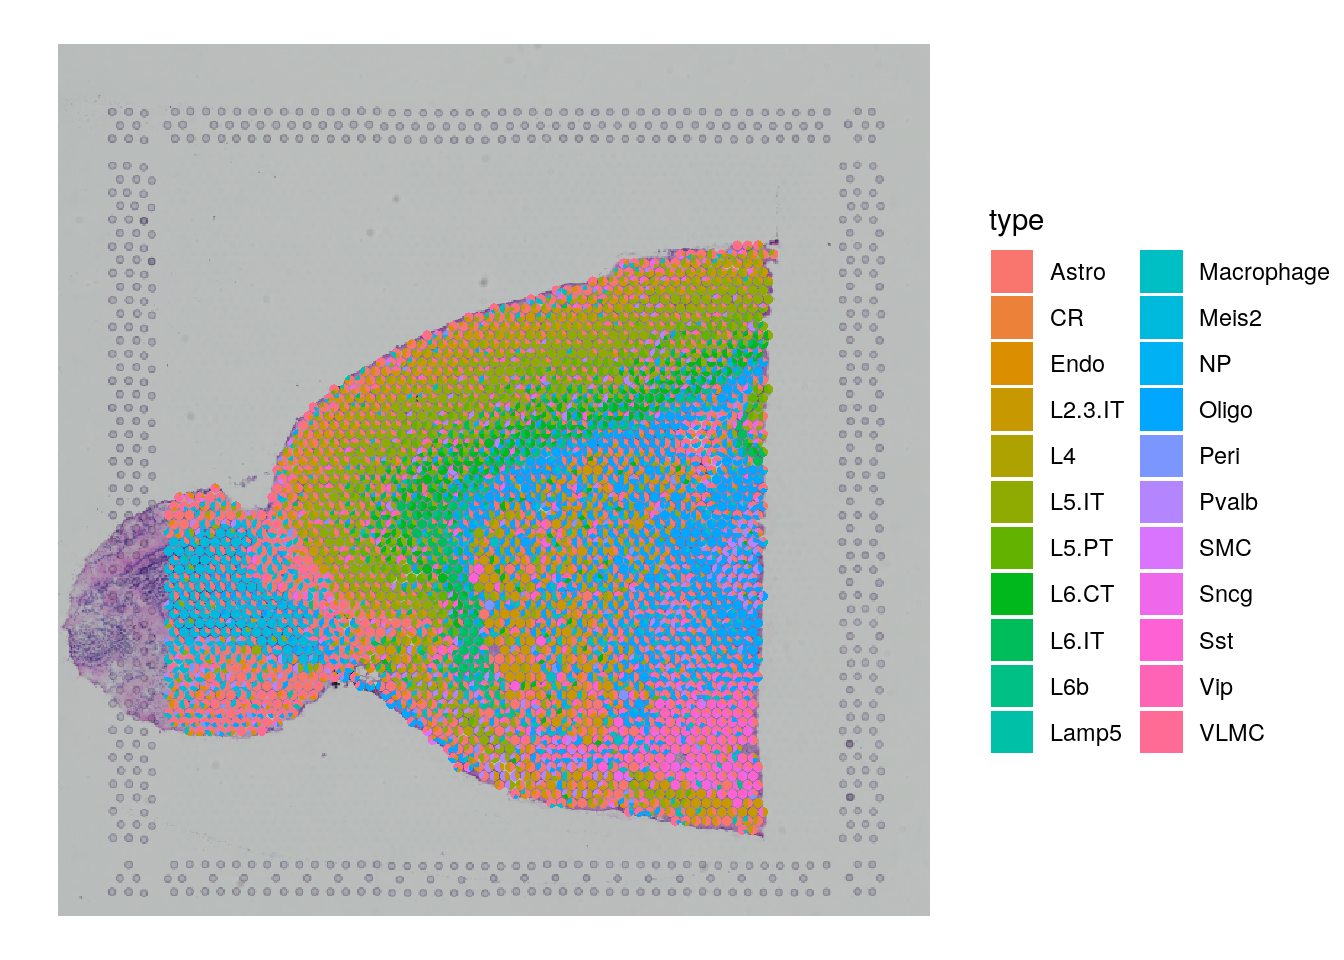 type
Astro
CR
Endo
L2.3.IT
L4
L5.IT
L5.PT
L6.CT
L6.IT
L6b
Lamp5
Macrophage
Meis2
NP
Oligo
Peri
Pvalb
SMC
Sncg
Sst
Vip
VLMC